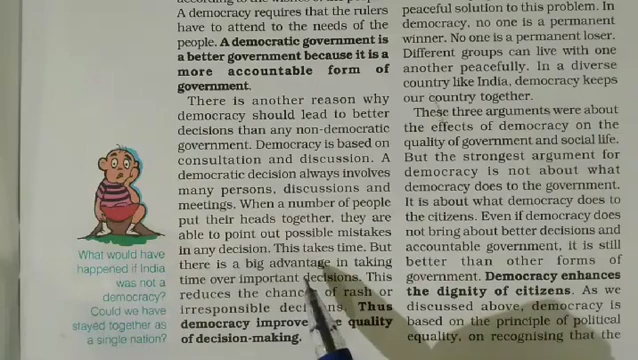 A democracy requires that the rulers
have to attend to the needs of the
people. A democratic government is
a better government because it is a
more accountable form of
government.
There is another reason why
democracy should lead to better
decisions than any non-democratic
government. Democracy is based on
consultation and discussion. A
democratic decision always involves
many persons, discussions and
meetings. When a number of people
put their heads together, they are
able to point out possible mistakes
in any decision. This takes time. But
there is a big advantage in taking
time over important decisions. This
reduces the of rash or
irresponsible Thus
democracy quality
of decision-making.
What would have
happened if India
was not a
democracy?
Could we have
stayed together as
a single nation?
peaceful solution to this problem. In
democracy, no one is a permanent
winner. No one is a permanent loser.
Different groups can live with one
another peacefully. In a diverse
country like India, democracy keeps
our country together.
These three arguments were about
the effects of democracy on the
quality of government and social life.
But the strongest argument for
democracy is not about what
democracy does to the government.
It is about what democracy does to
the citizens. Even if democracy does
not bring about better decisions and
accountable government, it is still
better than other forms of
government. Democracy enhances
the dignity of citizens. As we
discussed above, democracy is
based on the principle of political
equality, on recognising that the